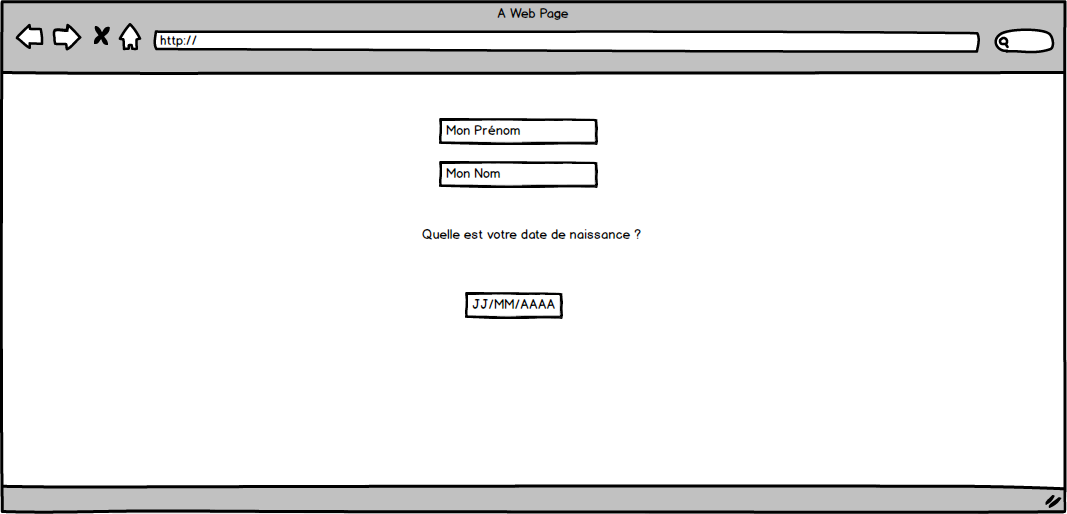 A Web Page
http://
Mon Prénom
Mon Nom
Quelle est votre date de naissance ?
JJ/MM/AAAA